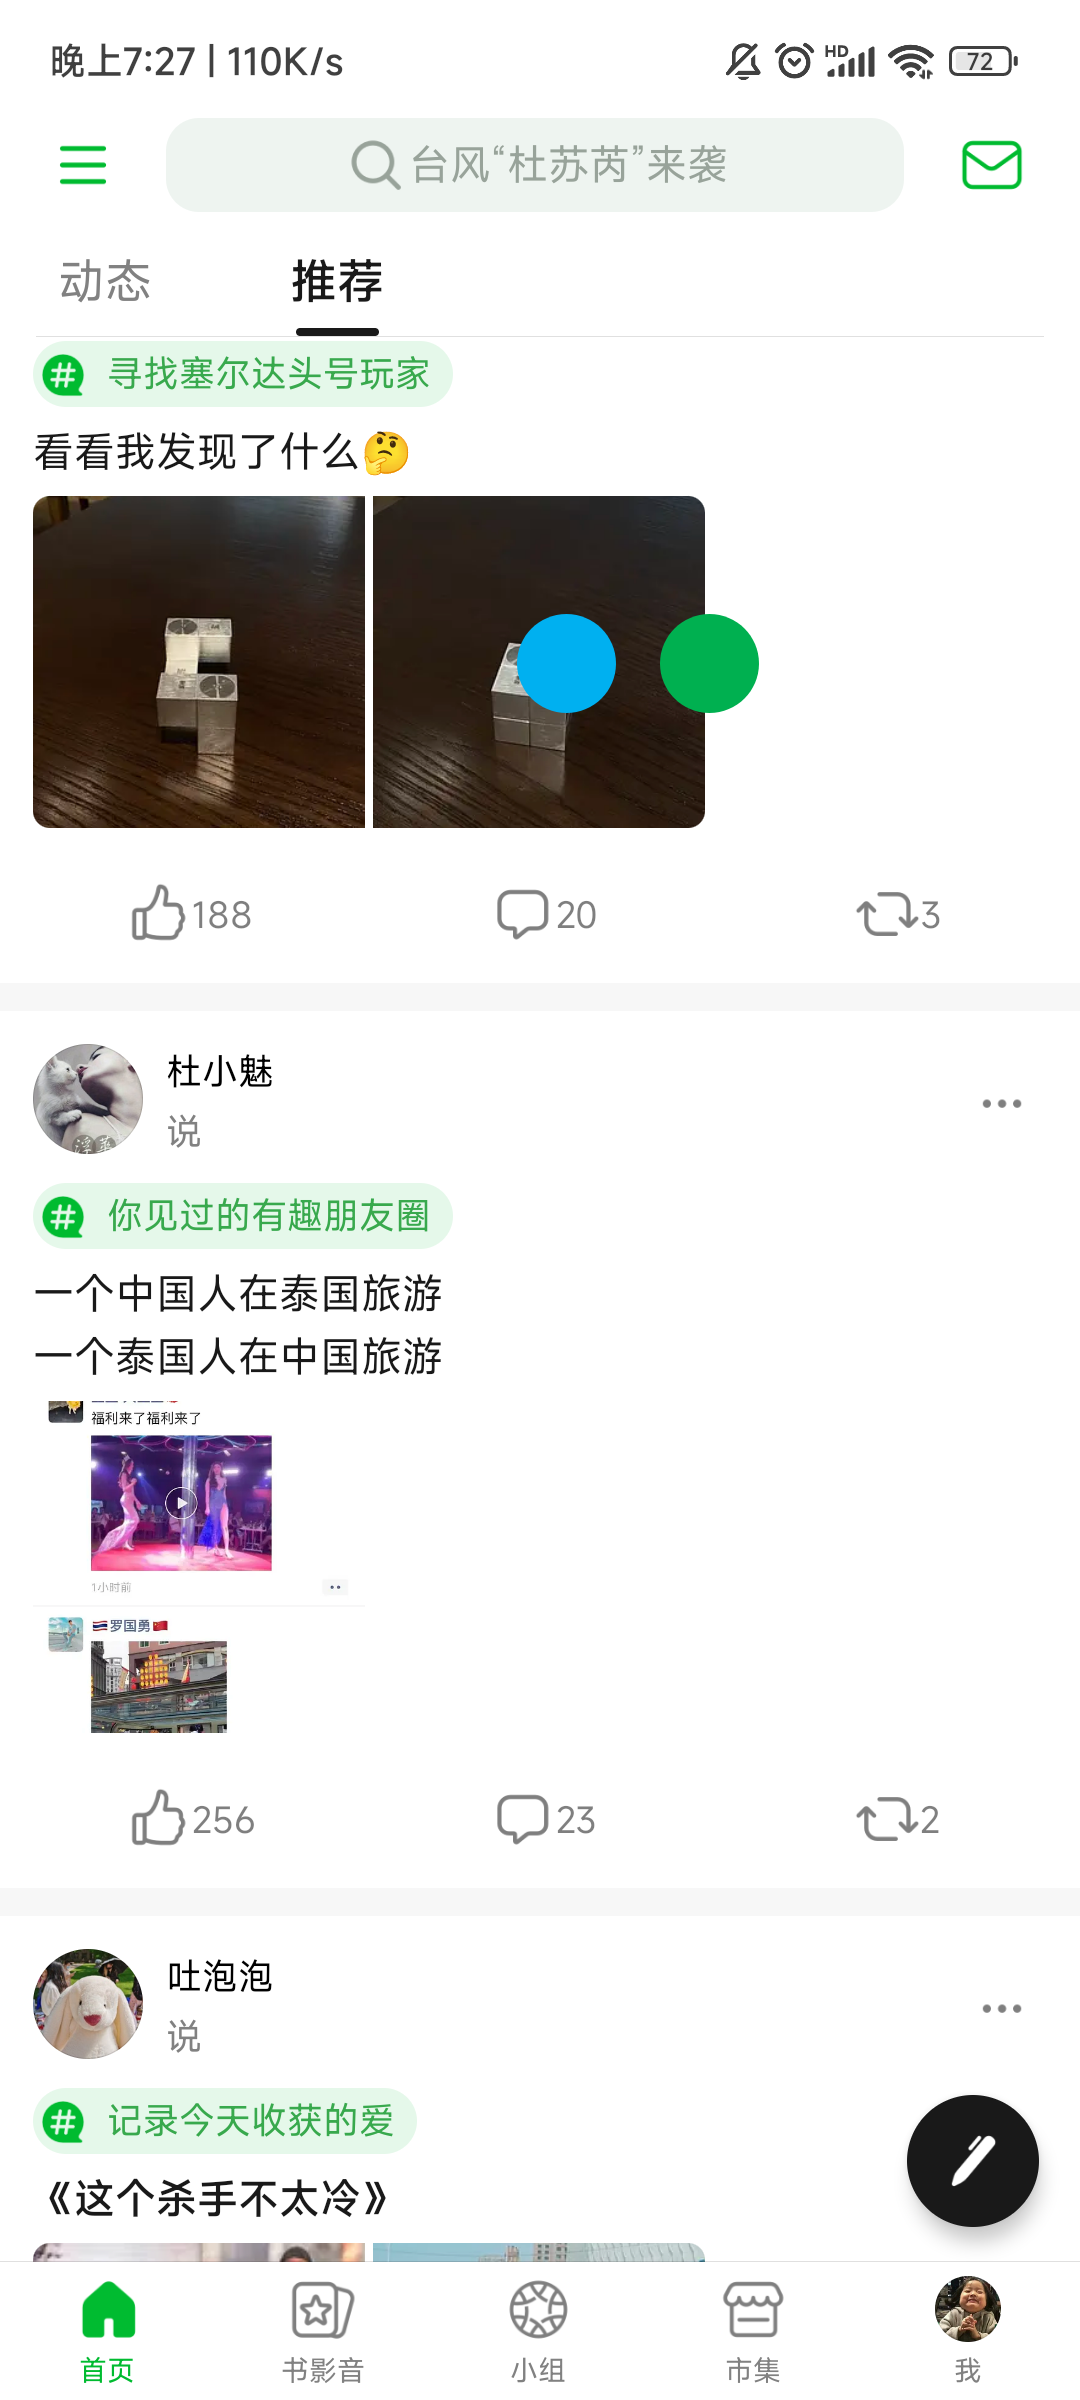 晚上7:27 | 110K/s
HD
72
台风“杜苏芮”来袭
动态
推荐
寻找塞尔达头号玩家
看看我发现了什么🤔
188
20
3
杜小魅
说
你见过的有趣朋友圈
一个中国人在泰国旅游
一个泰国人在中国旅游
福利来了福利来了
1小时前
🇹🇭罗国勇🇨🇳
256
23
2
吐泡泡
说
记录今天收获的爱
《这个杀手不太冷》
首页
书影音
小组
市集
我